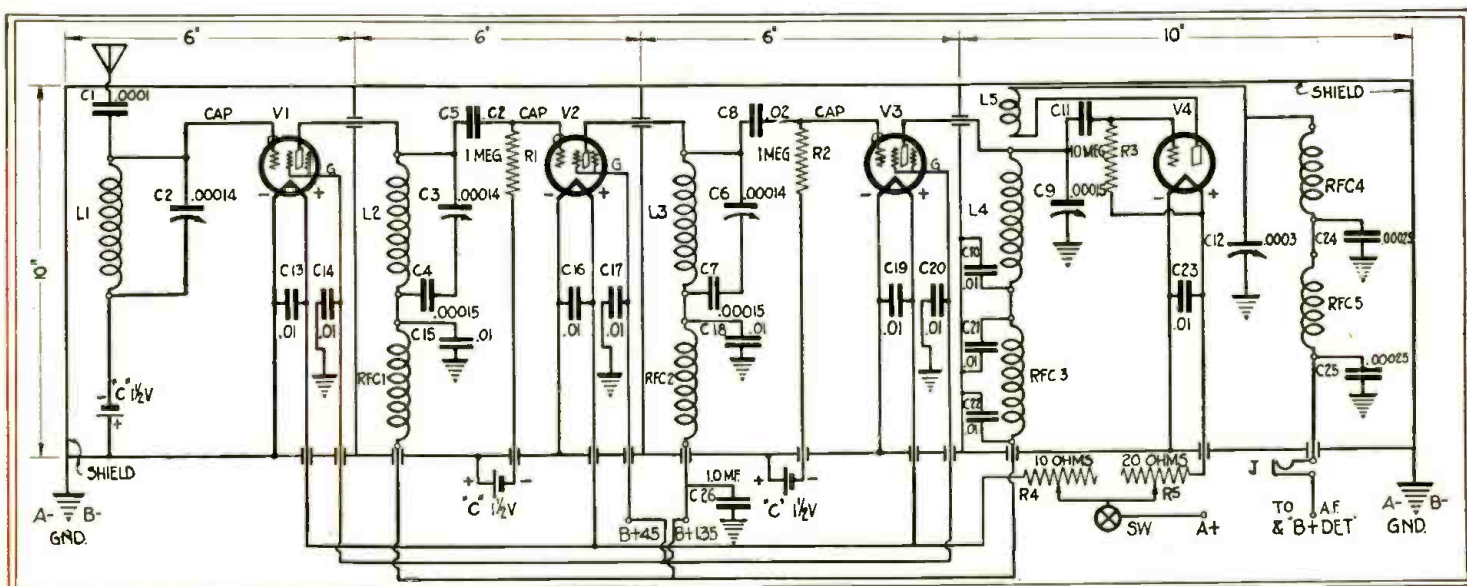 6" 6" 6" 10"
C1 .0001
CAP V1
C5 C2 CAP V2
C8 .02 CAP V3
L5 C11 V4
SHIELD
1 MEG. R1
1 MEG. R2
10 MEG. R3
G G G
L1 C2 .00014
L2 C3 .00014
L3 C6 .00014
L4 C9 .00015
RFC4
- + - + - + - +
10"
C13 C14
C4 .00015
C16 C17
C7 .00015
C19 C20
C10 .01
C23
C12 .0003
C24 .00025
.01 .01
C15 .01
.01 .01
C18 .01
.01 .01
C21 .01
.01
RFC5
RFC1
RFC2
RFC3
C22 .01
C25 .00025
"C" 1½V
- +
SHIELD
+ - "C" 1½V
1.0 MF.
C26
+ - "C" 1½V
10 OHMS 20 OHMS
R4 R5
J
A- B-
GND.
B+45 B+135
SW A+
TO A.F.
& "B+DET"
A- B-
GND.